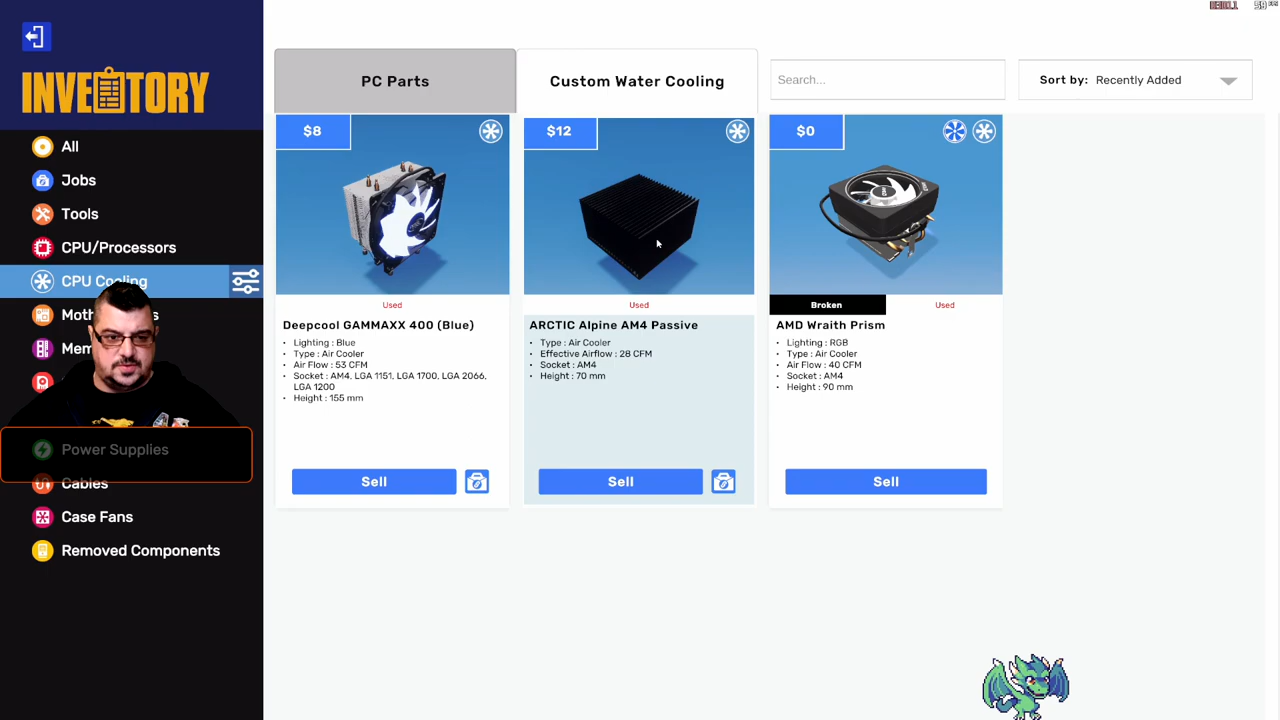 59 FPS
INVENTORY
All
Jobs
Tools
CPU/Processors
CPU Cooling
Power Supplies
Cables
Case Fans
Removed Components
PC Parts
Custom Water Cooling
Search...
Sort by: Recently Added
$8
Used
Deepcool GAMMAXX 400 (Blue)
• Lighting : Blue
• Type : Air Cooler
• Air Flow : 53 CFM
• Socket : AM4, LGA 1151, LGA 1700, LGA 2066,
LGA 1200
• Height : 155 mm
Sell
$12
Used
ARCTIC Alpine AM4 Passive
• Type : Air Cooler
• Effective Airflow : 28 CFM
• Socket : AM4
• Height : 70 mm
Sell
$0
Broken
Used
AMD Wraith Prism
• Lighting : RGB
• Type : Air Cooler
• Air Flow : 40 CFM
• Socket : AM4
• Height : 90 mm
Sell